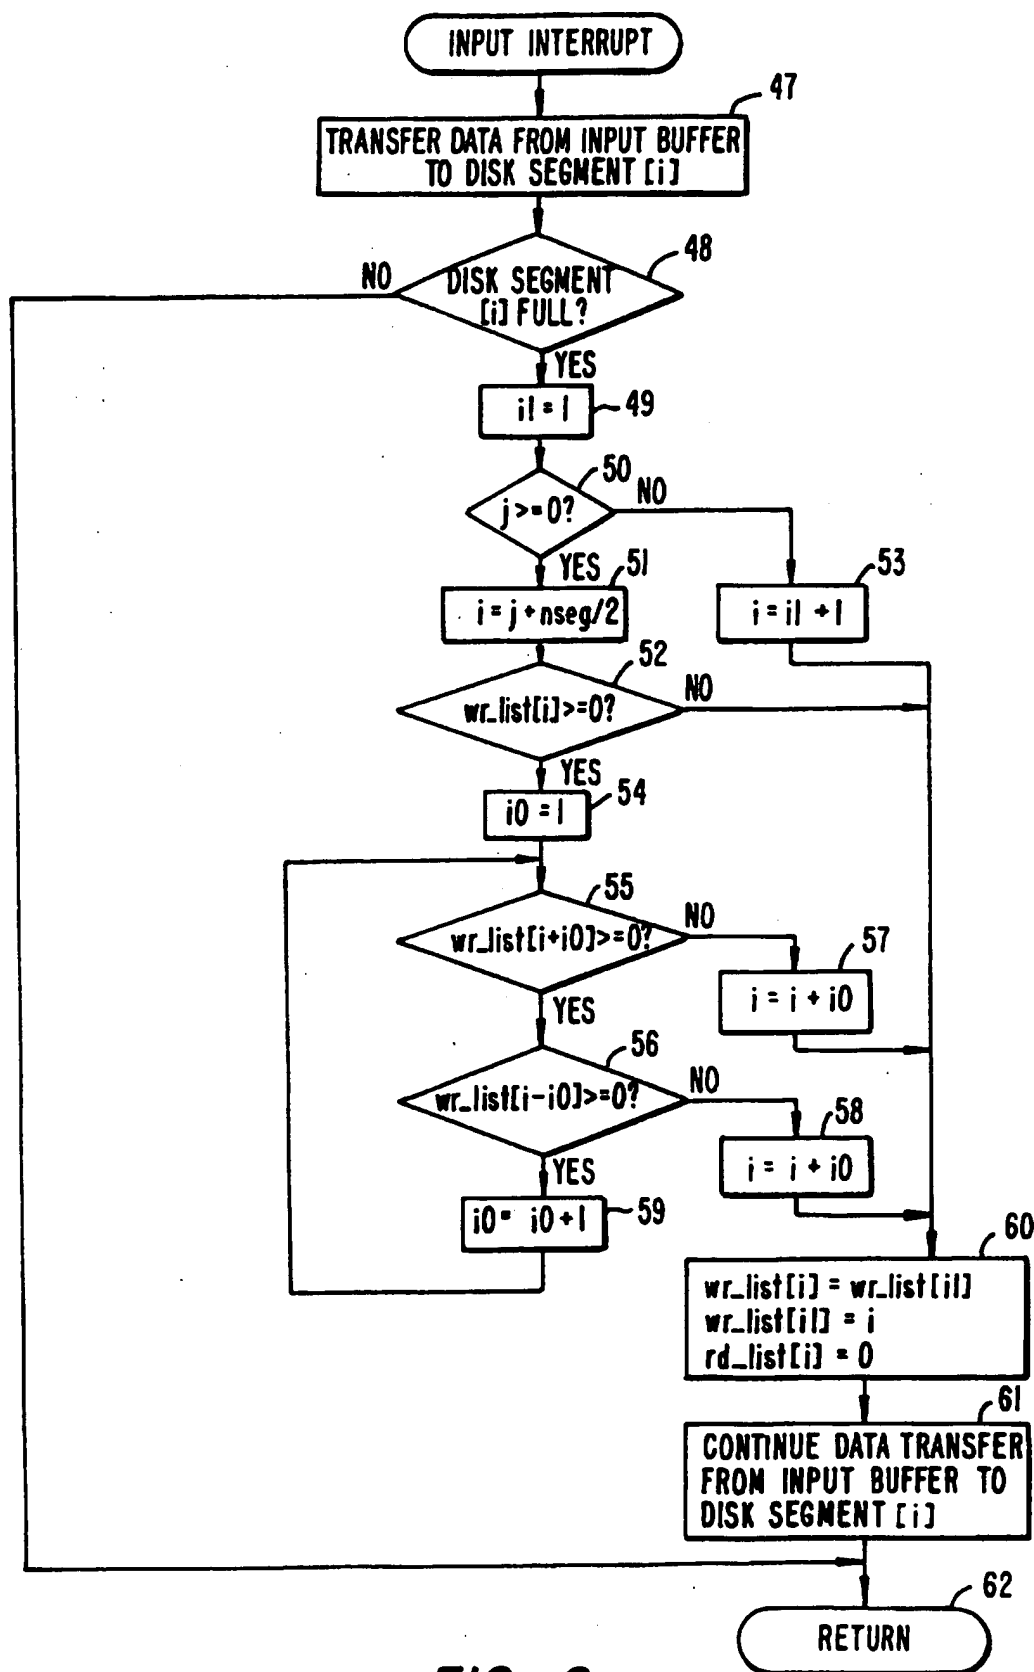 INPUT INTERRUPT
47
TRANSFER DATA FROM INPUT BUFFER
TO DISK SEGMENT [i]
48
NO
DISK SEGMENT
[i] FULL?
YES
i1 = 1
49
50
NO
j >= 0?
YES
51
53
i = j + nseg/2
i = i1 + 1
52
NO
wr_list[i]>=0?
YES
54
i0 = 1
55
NO
wr_list[i+i0]>=0?
57
i = i + i0
YES
56
NO
wr_list[i-i0]>=0?
58
i = i + i0
YES
i0 = i0 + 1
59
60
wr_list[i] = wr_list[i1]
wr_list[i1] = i
rd_list[i] = 0
61
CONTINUE DATA TRANSFER
FROM INPUT BUFFER TO
DISK SEGMENT [i]
62
RETURN